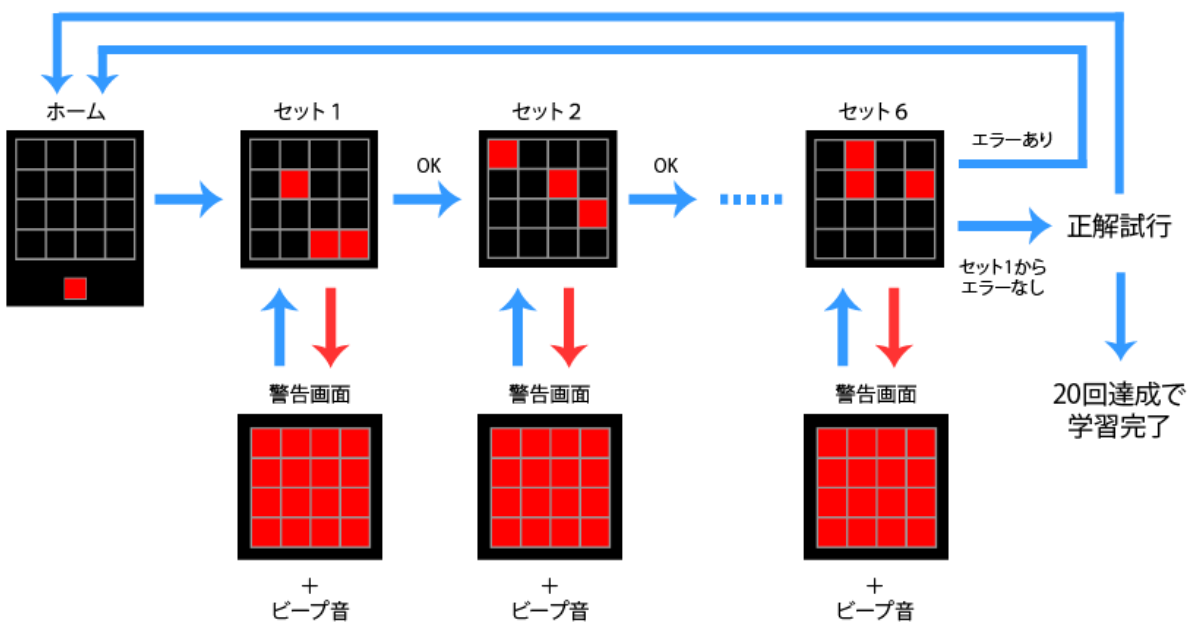 ホーム
セット 1
セット 2
セット 6
OK
OK
エラーあり
正解試行
セット1から
エラーなし
警告画面
警告画面
警告画面
20回達成で
学習完了
+
ビープ音
+
ビープ音
+
ビープ音